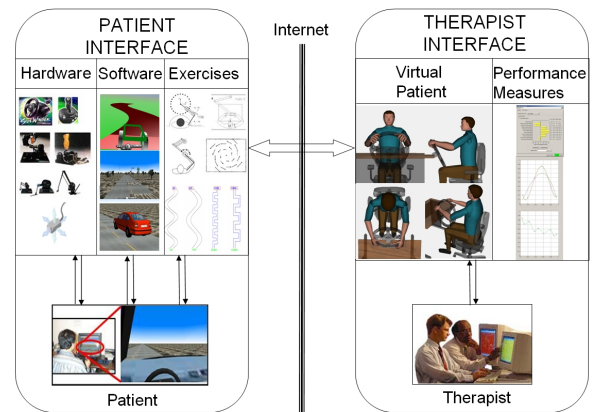 PATIENT
INTERFACE
Hardware
Software
Exercises
Internet
THERAPIST
INTERFACE
Virtual
Patient
Performance
Measures
Patient
Therapist